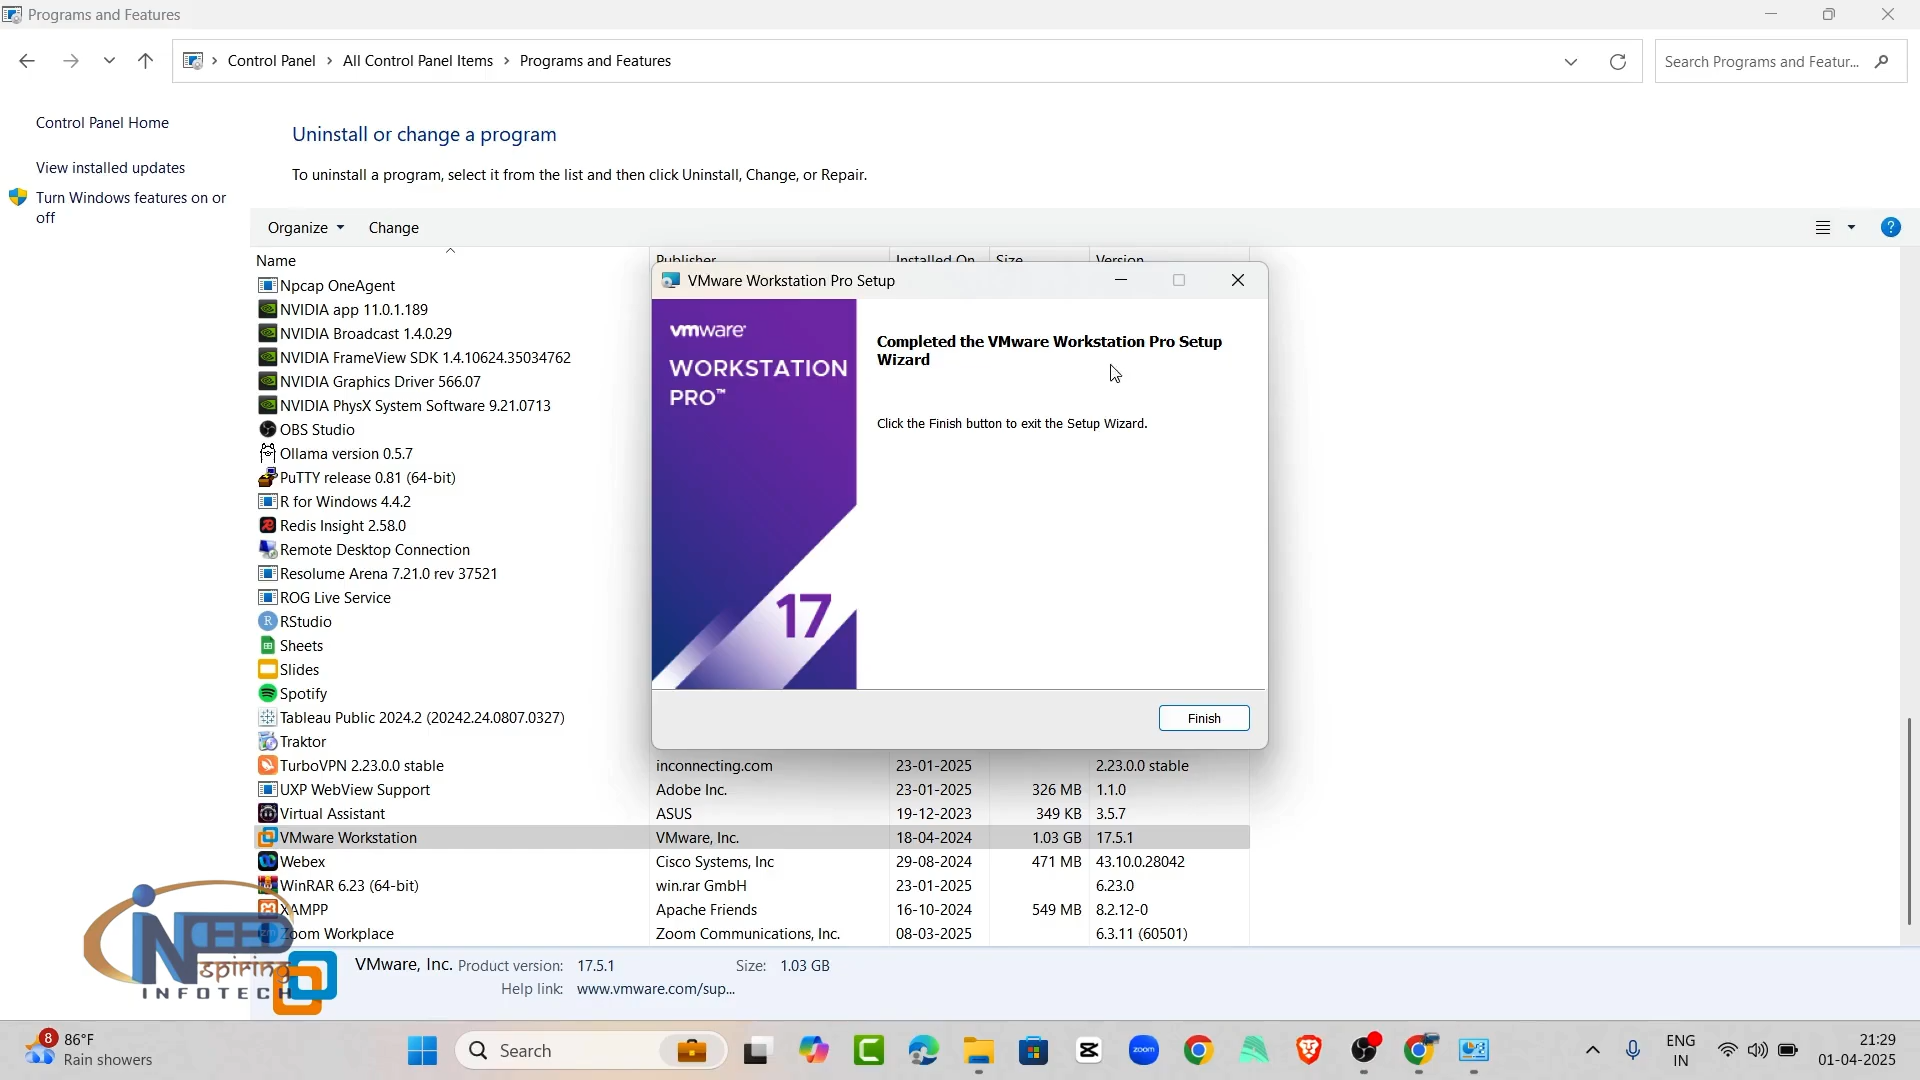 Programs and Features
Control Panel > All Control Panel Items > Programs and Features
Search Programs and Featur...
Control Panel Home
View installed updates
Turn Windows features on or
off
Uninstall or change a program
To uninstall a program, select it from the list and then click Uninstall, Change, or Repair.
Organize Change
Name Publisher Installed On Size Version
Npcap OneAgent
NVIDIA app 11.0.1.189
NVIDIA Broadcast 1.4.0.29
NVIDIA FrameView SDK 1.4.10624.35034762
NVIDIA Graphics Driver 566.07
NVIDIA PhysX System Software 9.21.0713
OBS Studio
Ollama version 0.5.7
PuTTY release 0.81 (64-bit)
R for Windows 4.4.2
Redis Insight 2.58.0
Remote Desktop Connection
Resolume Arena 7.21.0 rev 37521
ROG Live Service
RStudio
Sheets
Slides
Spotify
Tableau Public 2024.2 (20242.24.0807.0327)
Traktor
TurboVPN 2.23.0.0 stable inconnecting.com 23-01-2025 2.23.0.0 stable
UXP WebView Support Adobe Inc. 23-01-2025 326 MB 1.1.0
Virtual Assistant ASUS 19-12-2023 349 KB 3.5.7
VMware Workstation VMware, Inc. 18-04-2024 1.03 GB 17.5.1
Webex Cisco Systems, Inc 29-08-2024 471 MB 43.10.0.28042
WinRAR 6.23 (64-bit) win.rar GmbH 23-01-2025 6.23.0
XAMPP Apache Friends 16-10-2024 549 MB 8.2.12-0
Zoom Workplace Zoom Communications, Inc. 08-03-2025 6.3.11 (60501)
VMware Workstation Pro Setup
vmware
WORKSTATION
PRO™
17
Completed the VMware Workstation Pro Setup
Wizard
Click the Finish button to exit the Setup Wizard.
Finish
VMware, Inc. Product version: 17.5.1 Size: 1.03 GB
Help link: www.vmware.com/sup...
iNEED
Nspiring
INFOTECH
8
86°F
Rain showers
Search
zoom
ENG
IN
21:29
01-04-2025